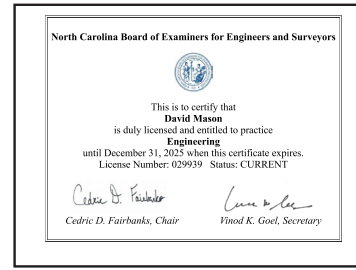 North Carolina Board of Examiners for Engineers and Surveyors
This is to certify that
David Mason
is duly licensed and entitled to practice
Engineering
until December 31, 2025 when this certificate expires.
License Number: 029939 Status: CURRENT
Cedric D. Fairbanks
Cedric D. Fairbanks, Chair Vinod K. Goel, Secretary